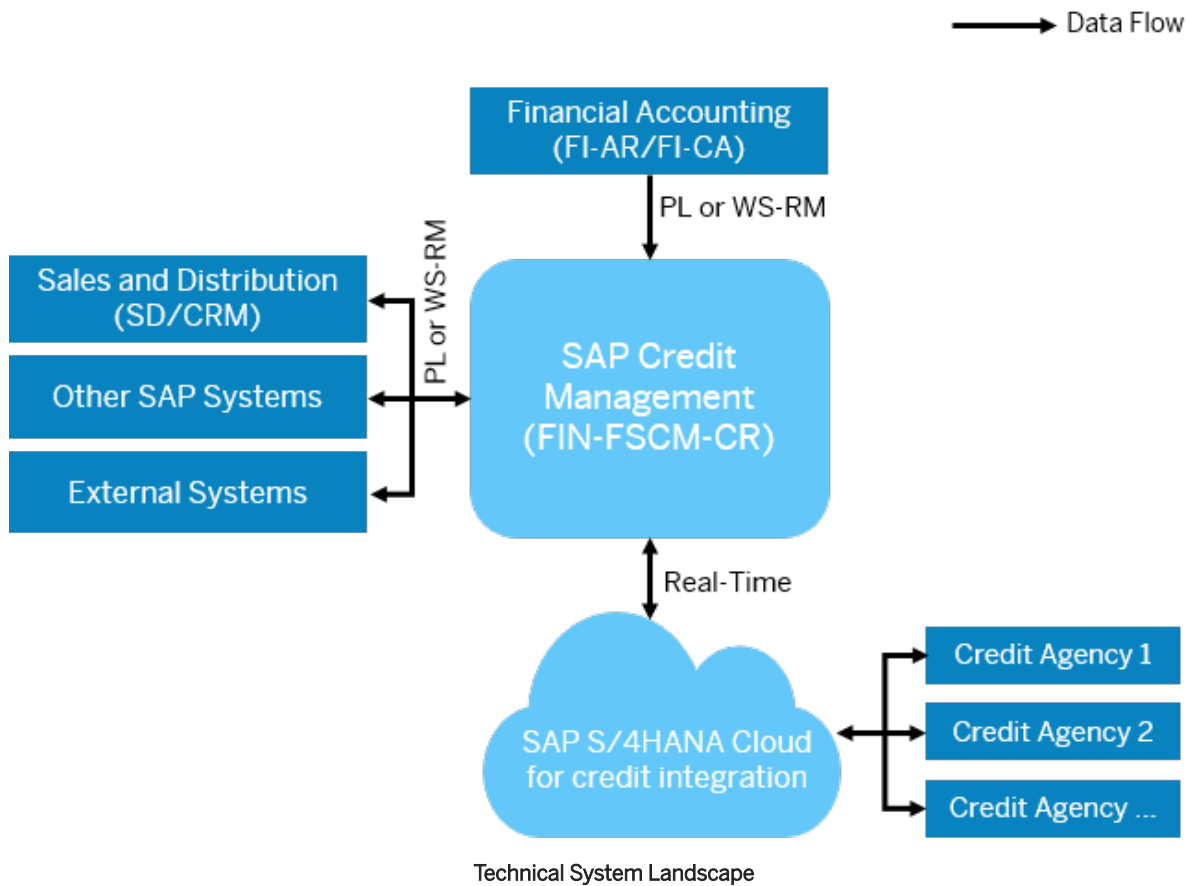 Data Flow
Financial Accounting
(FI-AR/FI-CA)
PL or WS-RM
Sales and Distribution
(SD/CRM)
Other SAP Systems
External Systems
PL or WS-RM
SAP Credit
Management
(FIN-FSCM-CR)
Real-Time
SAP S/4HANA Cloud
for credit integration
Credit Agency 1
Credit Agency 2
Credit Agency ...
Technical System Landscape